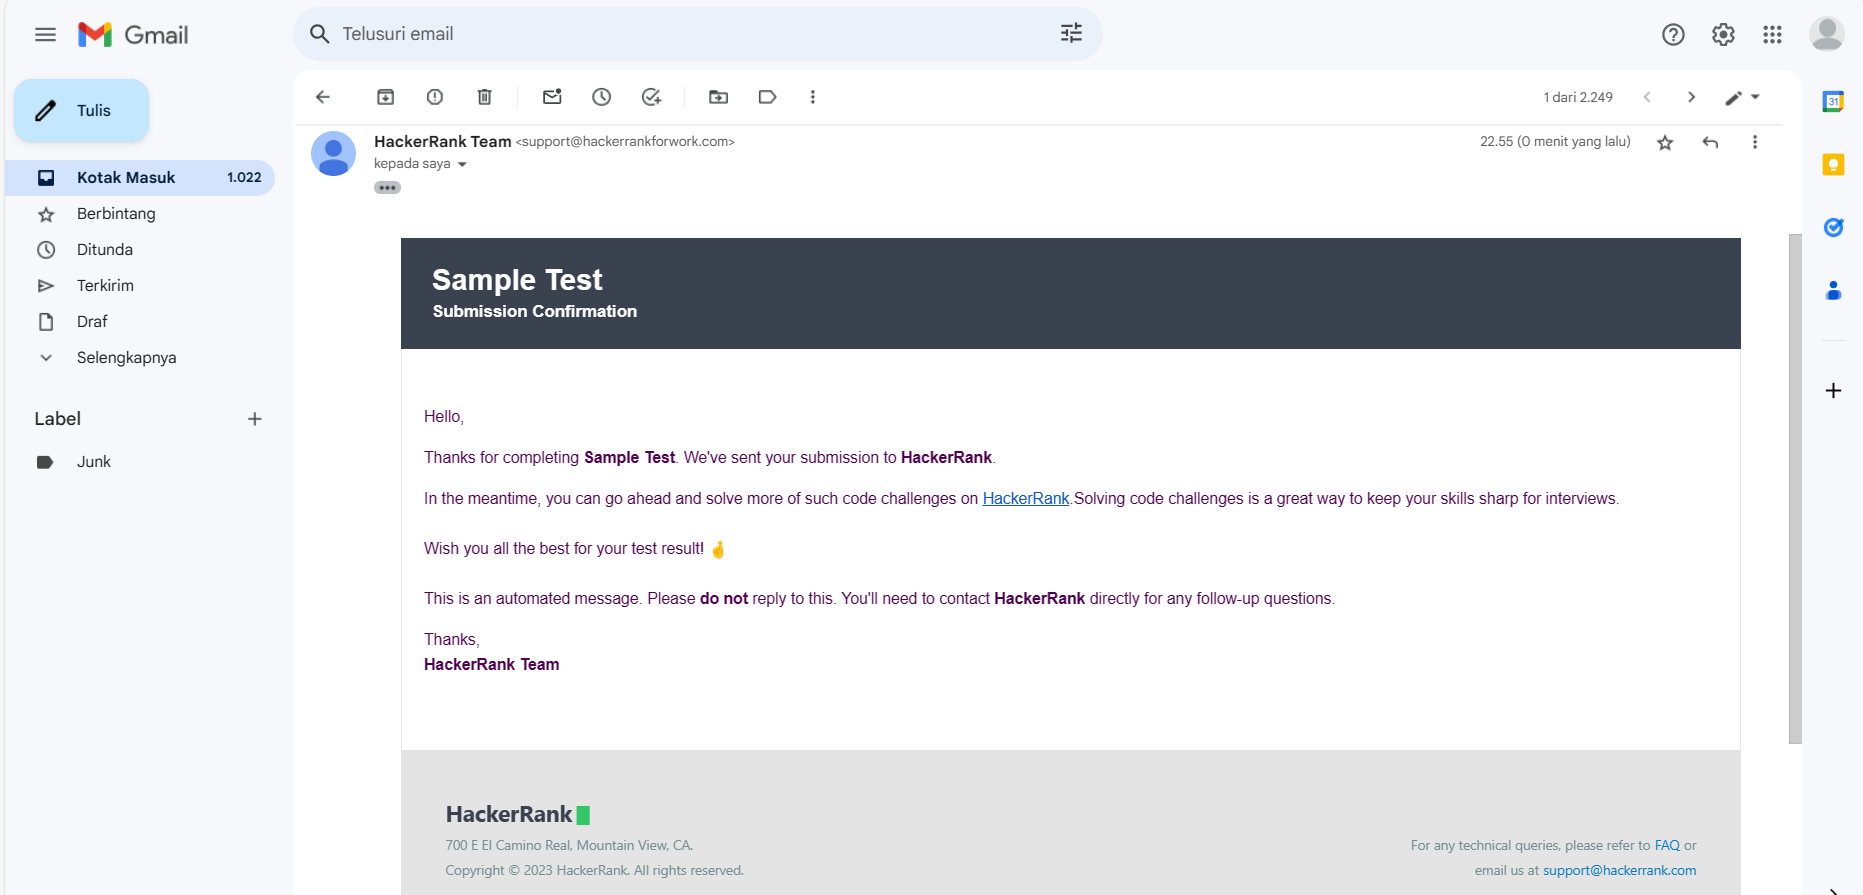 Gmail
Telusuri email
Tulis
1 dari 2.249
HackerRank Team <support@hackerrankforwork.com>
22.55 (0 menit yang lalu)
kepada saya
Kotak Masuk 1.022
Berbintang
Ditunda
Terkirim
Draf
Selengkapnya
Label
Junk
31
Sample Test
Submission Confirmation
Hello,
Thanks for completing Sample Test. We've sent your submission to HackerRank.
In the meantime, you can go ahead and solve more of such code challenges on HackerRank.Solving code challenges is a great way to keep your skills sharp for interviews.
Wish you all the best for your test result! 🤞
This is an automated message. Please do not reply to this. You'll need to contact HackerRank directly for any follow-up questions.
Thanks,
HackerRank Team
HackerRank
700 E El Camino Real, Mountain View, CA.
Copyright © 2023 HackerRank. All rights reserved.
For any technical queries, please refer to FAQ or
email us at support@hackerrank.com